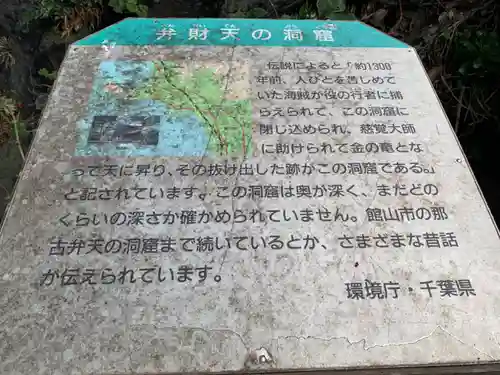 弁財天の洞窟
伝説によると「約1300
年前、人びとを苦しめて
いた海賊が役の行者に捕
らえられて、この洞窟に
閉じ込められ、慈覚大師
に助けられて金の竜とな
って天に昇り、その抜け出した跡がこの洞窟である。」
と記されています。この洞窟は奥が深く、まだどの
くらいの深さか確かめられていません。館山市の那
古弁天の洞窟まで続いているとか、さまざまな昔話
が伝えられています。
環境庁・千葉県